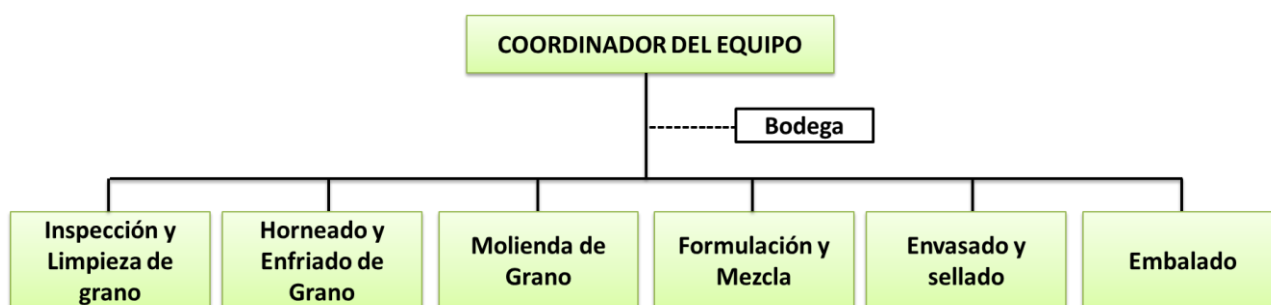 COORDINADOR DEL EQUIPO
Bodega
Inspección y
Limpieza de
grano
Horneado y
Enfriado de
Grano
Molienda de
Grano
Formulación y
Mezcla
Envasado y
sellado
Embalado